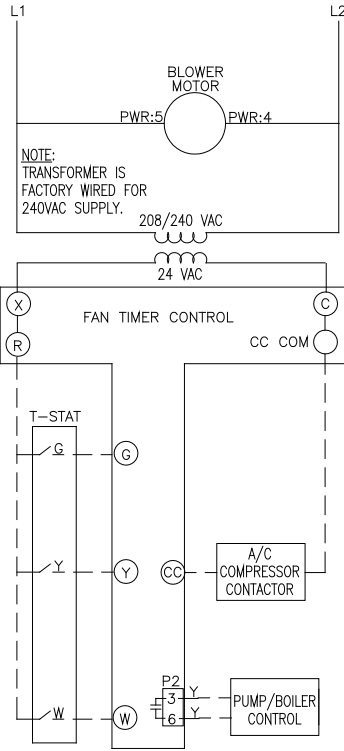 L1 L2
BLOWER
MOTOR
PWR:5 PWR:4
NOTE:
TRANSFORMER IS
FACTORY WIRED FOR
240VAC SUPPLY.
208/240 VAC
24 VAC
X C
FAN TIMER CONTROL
R CC COM
T-STAT
G G
Y Y CC
A/C
COMPRESSOR
CONTACTOR
P2
3 Y
W W 6 Y
PUMP/BOILER
CONTROL